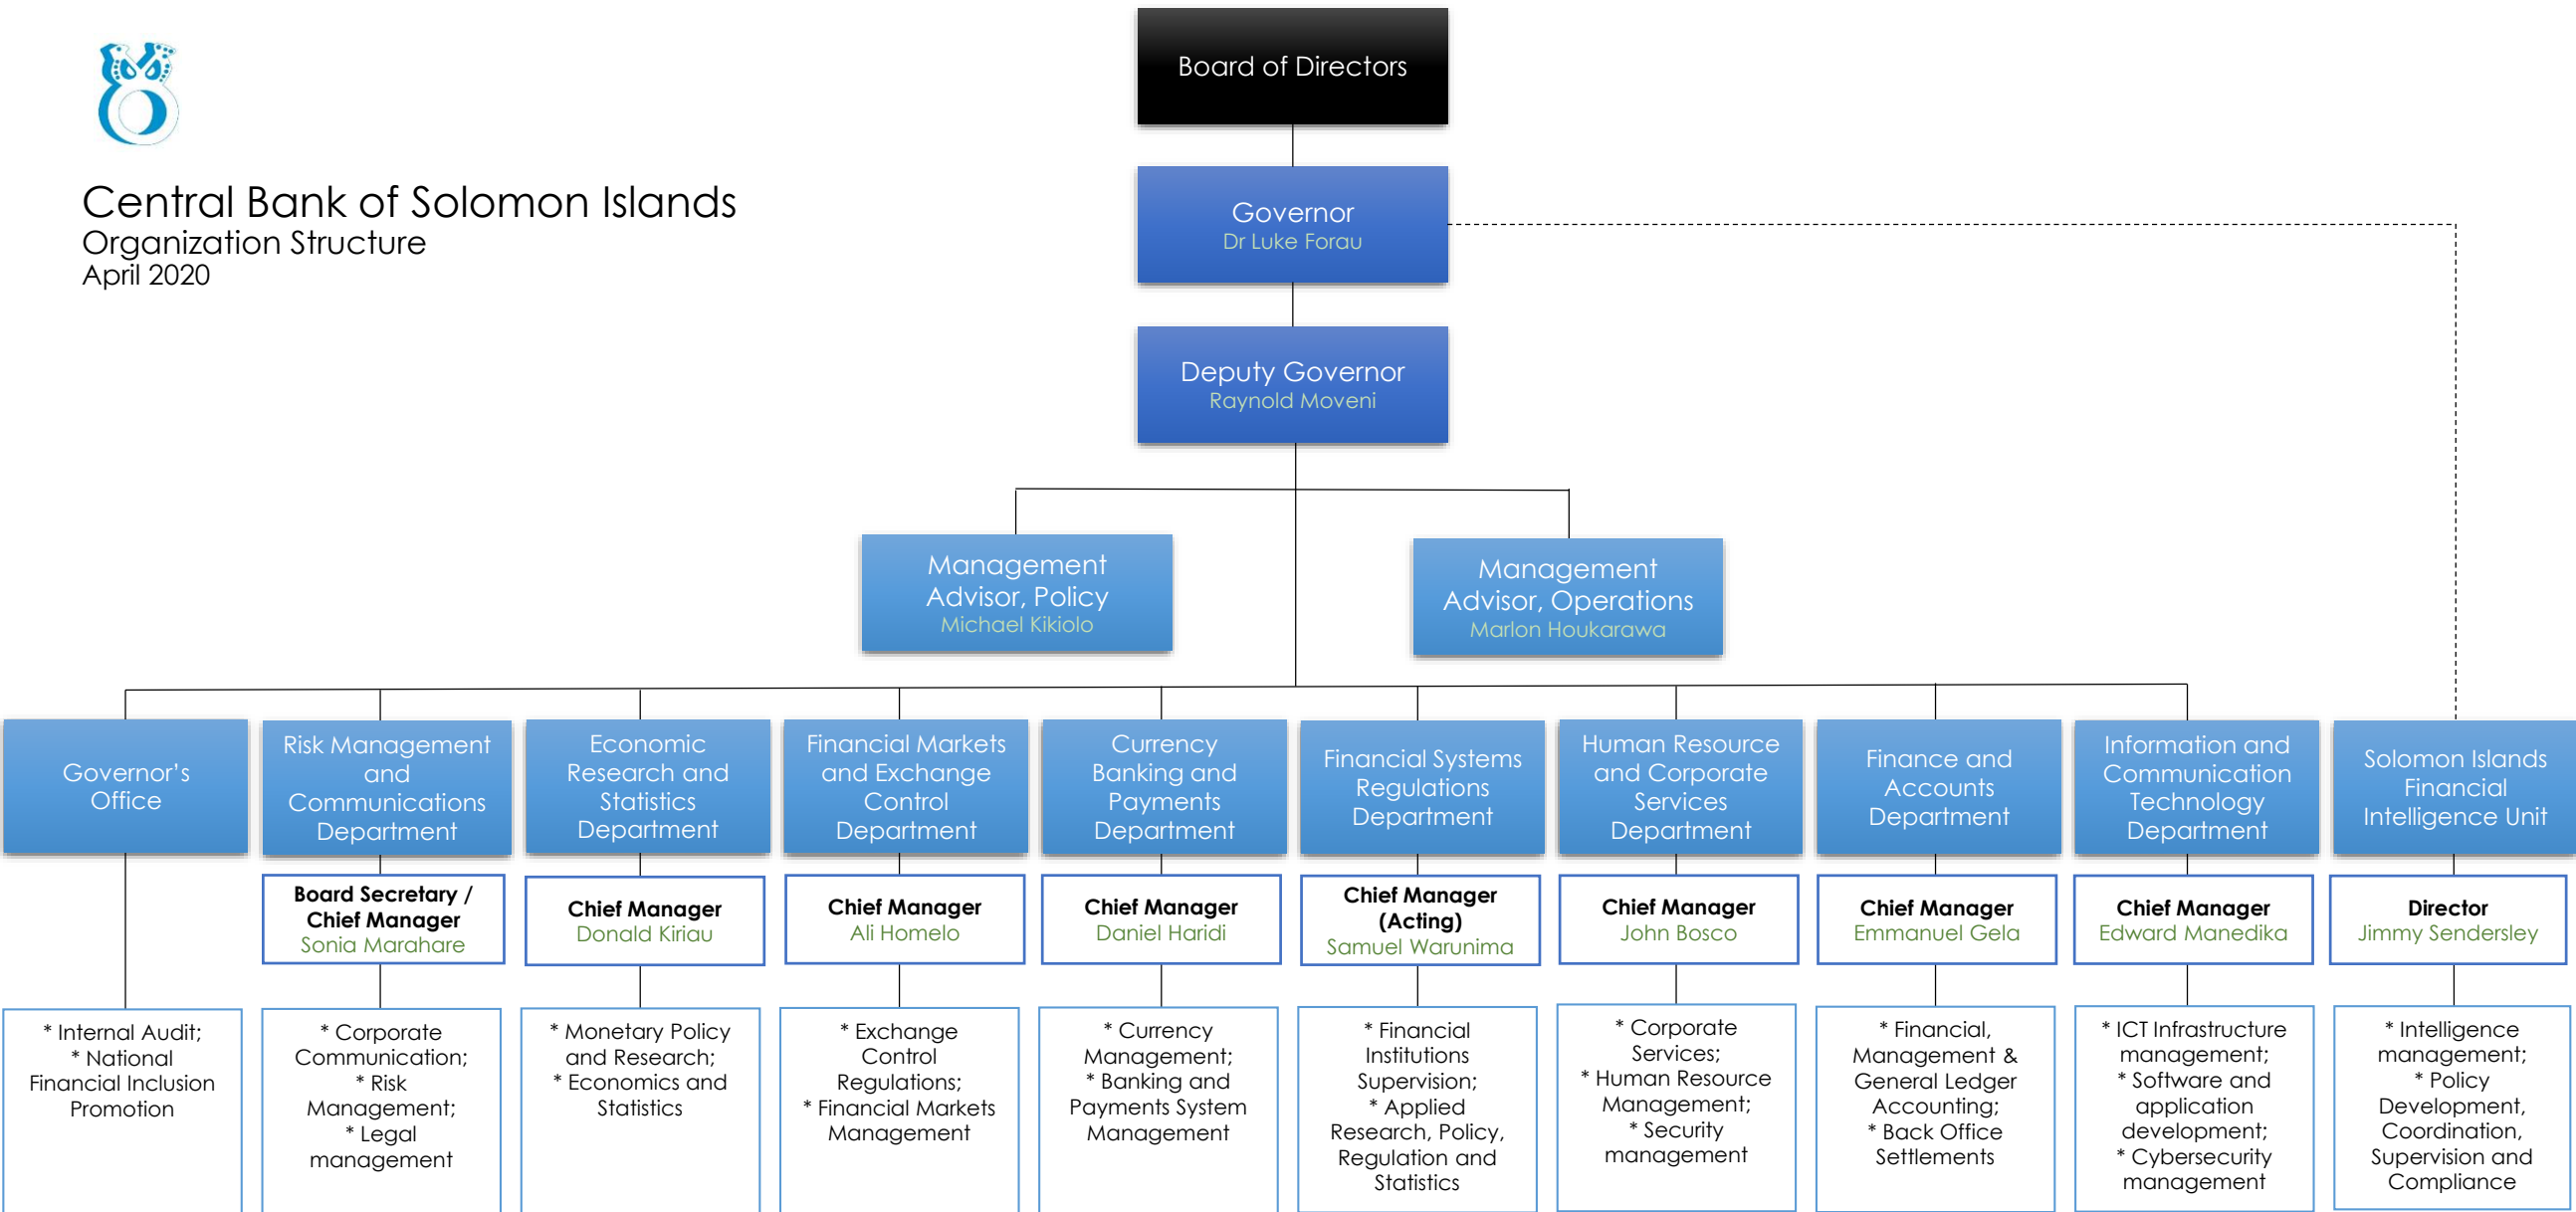 Board of Directors
Central Bank of Solomon Islands
Organization Structure
April 2020
Governor
Dr Luke Forau
Deputy Governor
Raynold Moveni
Management
Advisor, Policy
Michael Kikiolo
Management
Advisor, Operations
Marlon Houkarawa
Governor's
Office
* Internal Audit;
* National
Financial Inclusion
Promotion
Risk Management
and
Communications
Department
Board Secretary /
Chief Manager
Sonia Marahare
* Corporate
Communication;
* Risk
Management;
* Legal
management
Economic
Research and
Statistics
Department
Chief Manager
Donald Kiriau
* Monetary Policy
and Research;
* Economics and
Statistics
Financial Markets
and Exchange
Control
Department
Chief Manager
Ali Homelo
* Exchange
Control
Regulations;
* Financial Markets
Management
Currency
Banking and
Payments
Department
Chief Manager
Daniel Haridi
* Currency
Management;
* Banking and
Payments System
Management
Financial Systems
Regulations
Department
Chief Manager
(Acting)
Samuel Warunima
* Financial
Institutions
Supervision;
* Applied
Research, Policy,
Regulation and
Statistics
Human Resource
and Corporate
Services
Department
Chief Manager
John Bosco
* Corporate
Services;
* Human Resource
Management;
* Security
management
Finance and
Accounts
Department
Chief Manager
Emmanuel Gela
* Financial,
Management &
General Ledger
Accounting;
* Back Office
Settlements
Information and
Communication
Technology
Department
Chief Manager
Edward Manedika
* ICT Infrastructure
management;
* Software and
application
development;
* Cybersecurity
management
Solomon Islands
Financial
Intelligence Unit
Director
Jimmy Sendersley
* Intelligence
management;
* Policy
Development,
Coordination,
Supervision and
Compliance